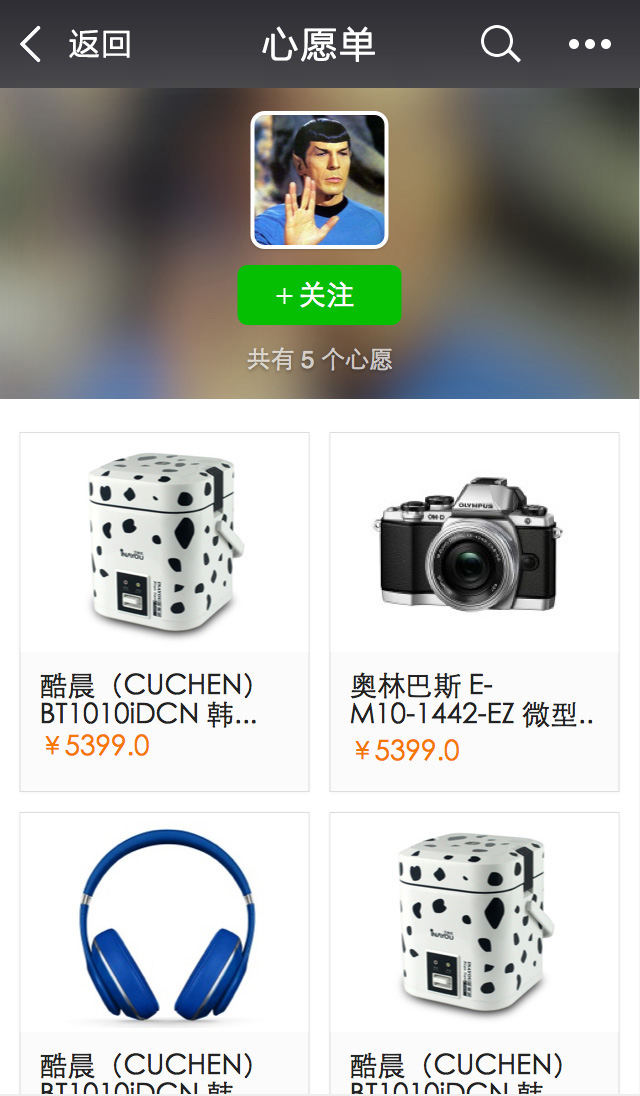 返回
心愿单
+关注
共有 5 个心愿
OLYMPUS
OM-D
酷晨（CUCHEN）
BT1010iDCN 韩...
￥5399.0
奥林巴斯 E-
M10-1442-EZ 微型..
￥5399.0
酷晨（CUCHEN）
BT1010iDCN 韩
酷晨（CUCHEN）
BT1010iDCN 韩